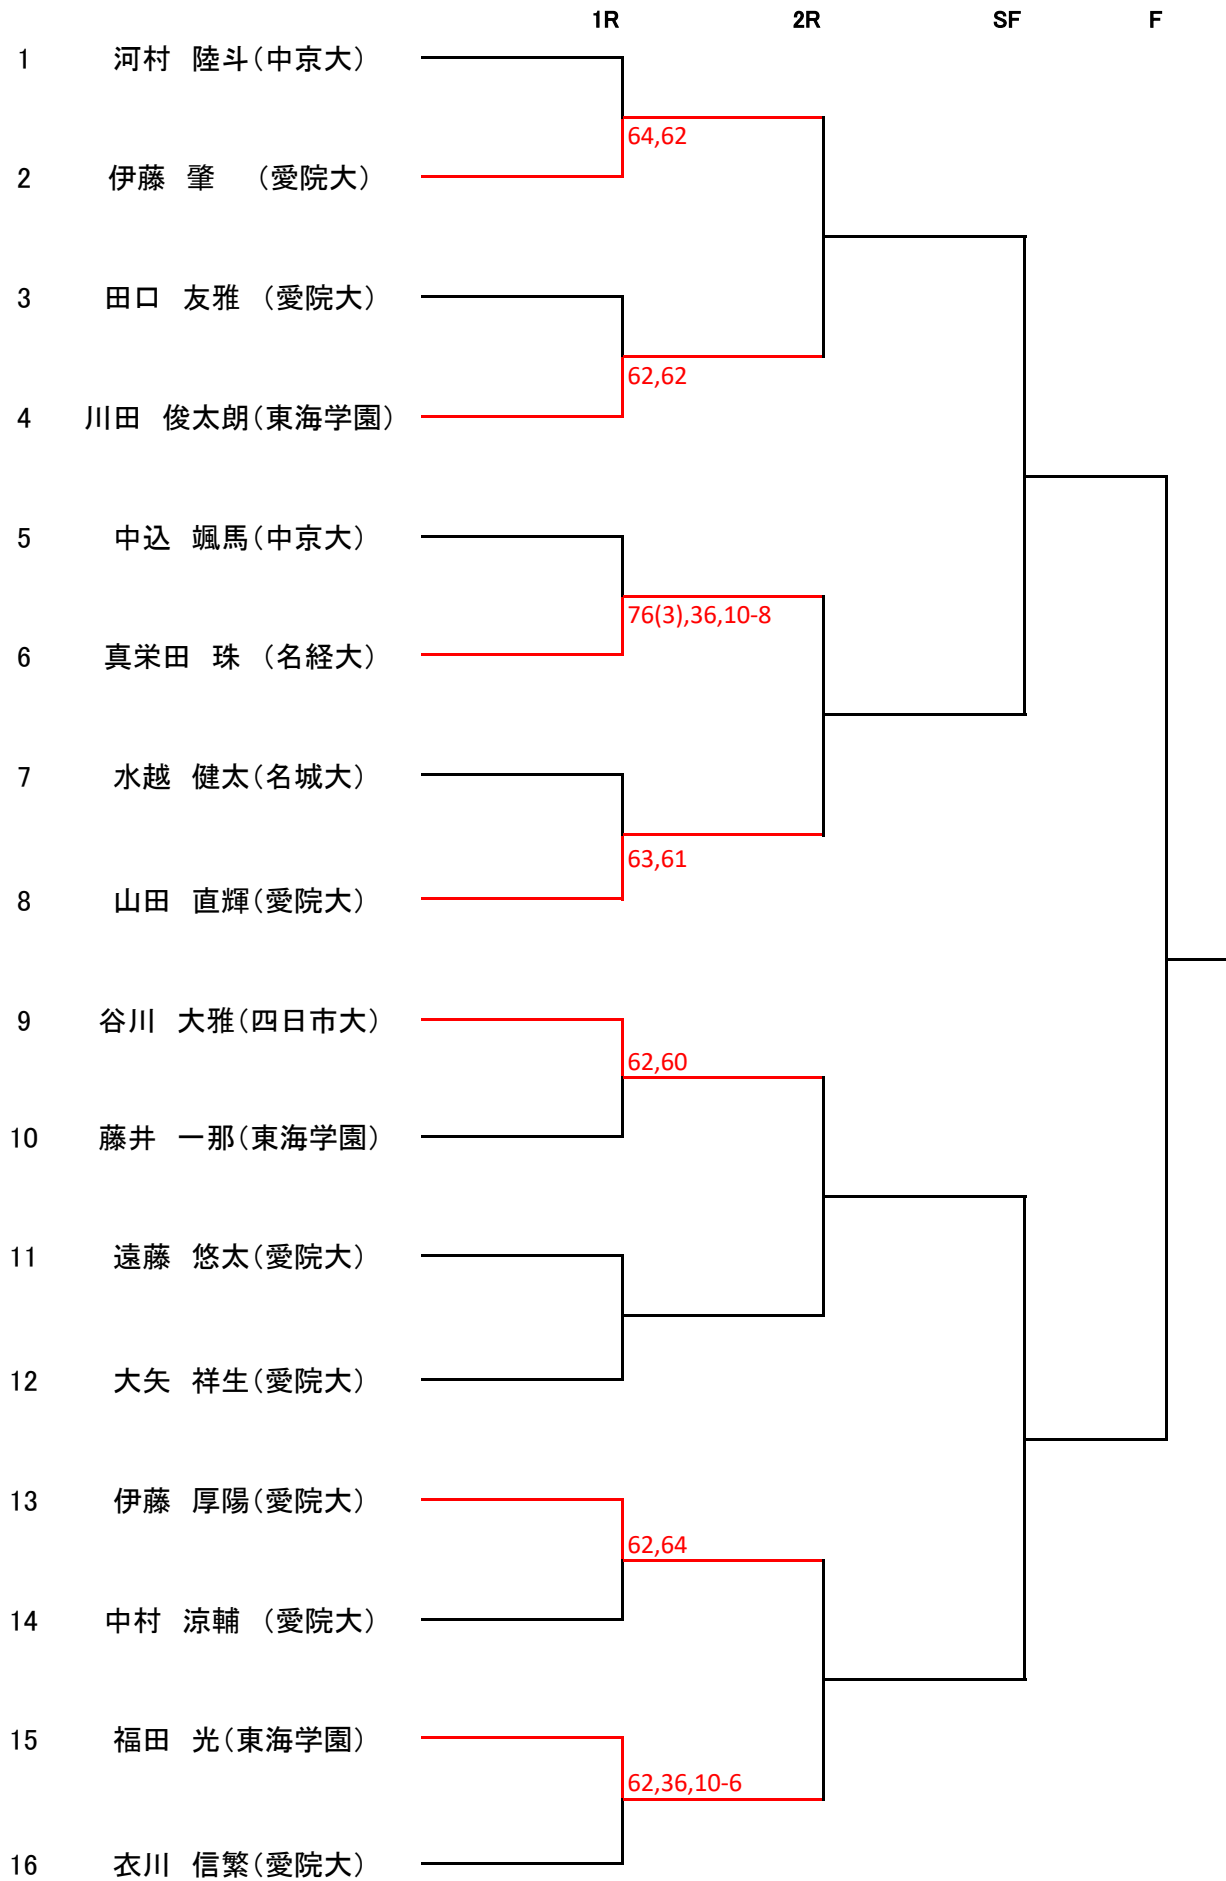 1R 2R SF F
1 河村 陸斗(中京大)
64,62
2 伊藤 肇 (愛院大)
3 田口 友雅 (愛院大)
62,62
4 川田 俊太朗(東海学園)
5 中込 颯馬(中京大)
76(3),36,10-8
6 真栄田 珠 (名経大)
7 水越 健太(名城大)
63,61
8 山田 直輝(愛院大)
9 谷川 大雅(四日市大)
62,60
10 藤井 一那(東海学園)
11 遠藤 悠太(愛院大)
12 大矢 祥生(愛院大)
13 伊藤 厚陽(愛院大)
62,64
14 中村 涼輔 (愛院大)
15 福田 光(東海学園)
62,36,10-6
16 衣川 信繁(愛院大)